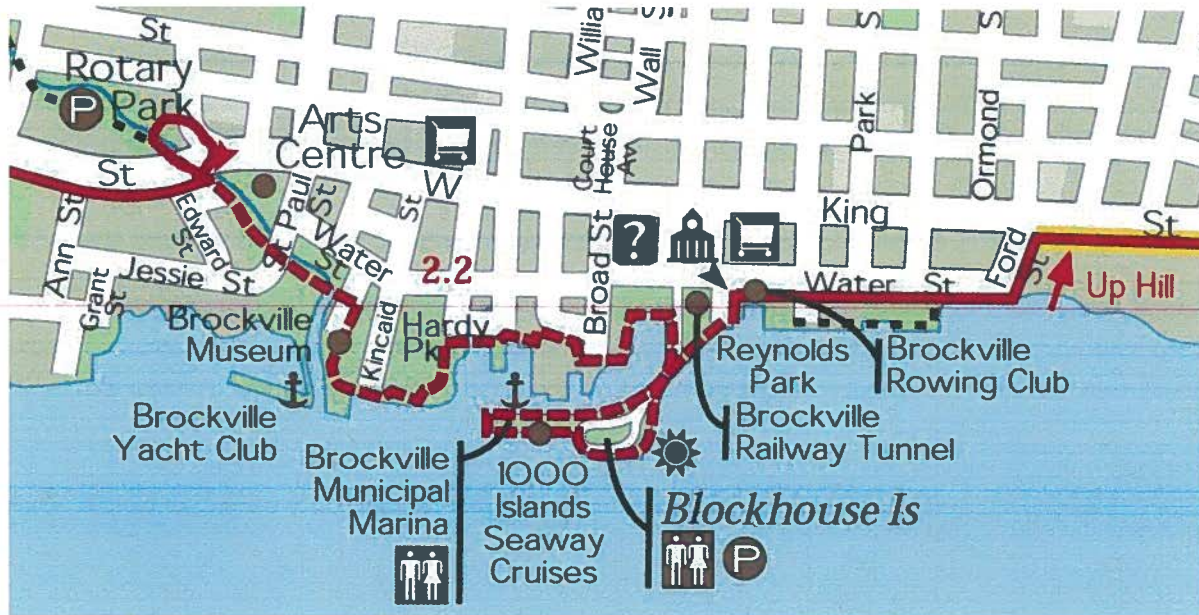 St
Rotary
Park
P
St
Arts
Centre
W
Ann St
Grant St
Jessie St
Edward St
St Paul St
Water St
St
2.2
Kincaid
Hardy
Pk
Brockville
Museum
Brockville
Yacht Club
Brockville
Municipal
Marina
1000
Islands
Seaway
Cruises
Blockhouse Is
P
Court
House
Av
Willia
Wall
S
Broad St
?
Park
S
Ormond
S
King
St
Water St
Ford
St
Up Hill
Reynolds
Park
Brockville
Rowing Club
Brockville
Railway Tunnel